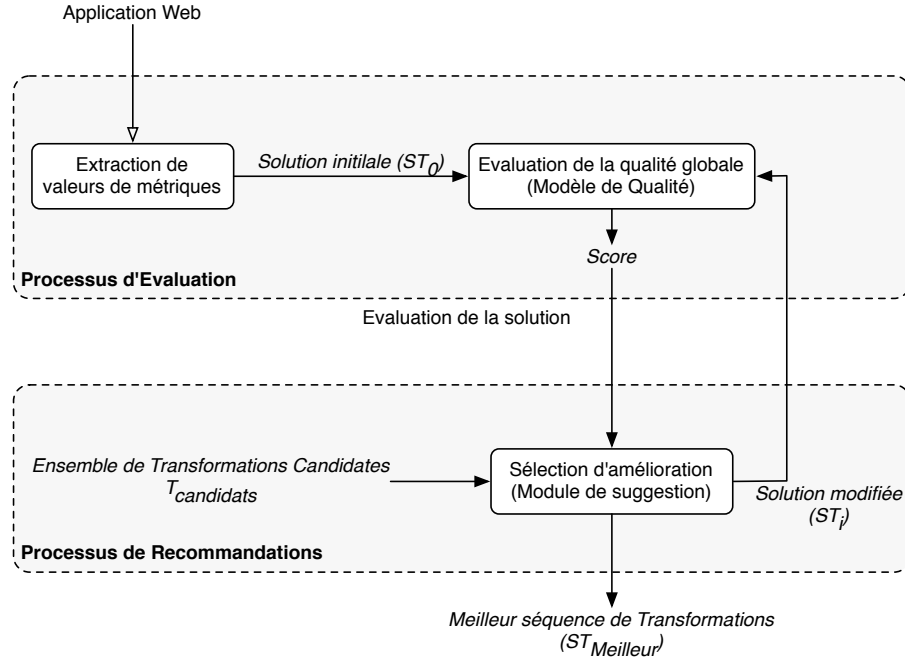 Application Web
Extraction de
valeurs de métriques
Solution initilale (ST0)
Evaluation de la qualité globale
(Modèle de Qualité)
Score
Processus d'Evaluation
Evaluation de la solution
Ensemble de Transformations Candidates
Tcandidats
Sélection d'amélioration
(Module de suggestion)
Solution modifiée
(STi)
Processus de Recommandations
Meilleur séquence de Transformations
(STMeilleur)